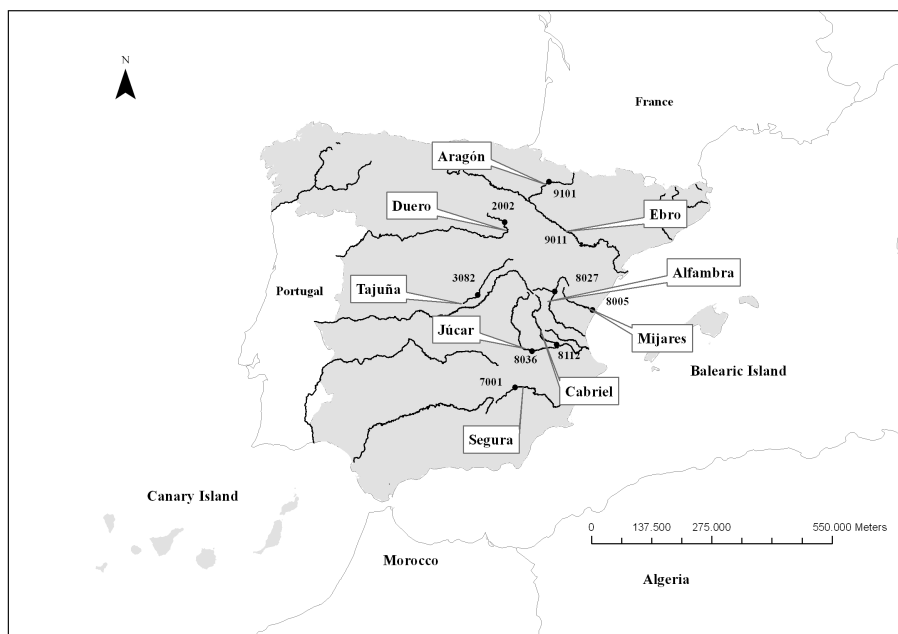 N
France
Aragón
9101
2002
Duero
Ebro
9011
3082
8027
Alfambra
Portugal
Tajuña
8005
Júcar
Mijares
8036
8112
Balearic Island
7001
Cabriel
Segura
Canary Island
0 137.500 275.000 550.000 Meters
Morocco
Algeria